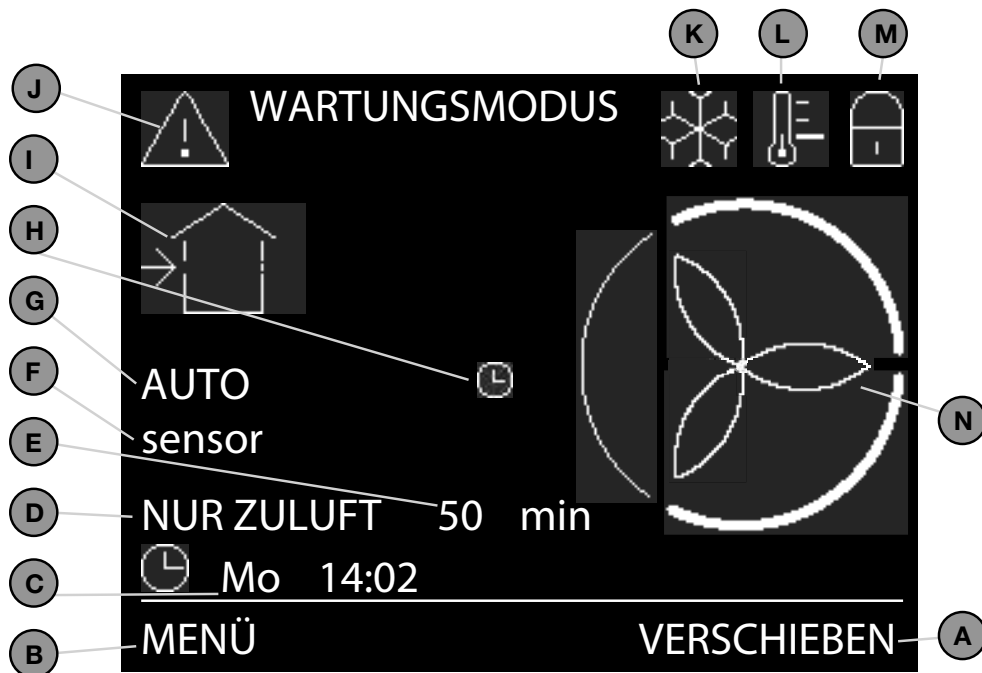 K L M
J WARTUNGSMODUS
I
H
G AUTO
F sensor
E
D NUR ZULUFT 50 min
N
C Mo 14:02
B MENÜ VERSCHIEBEN A